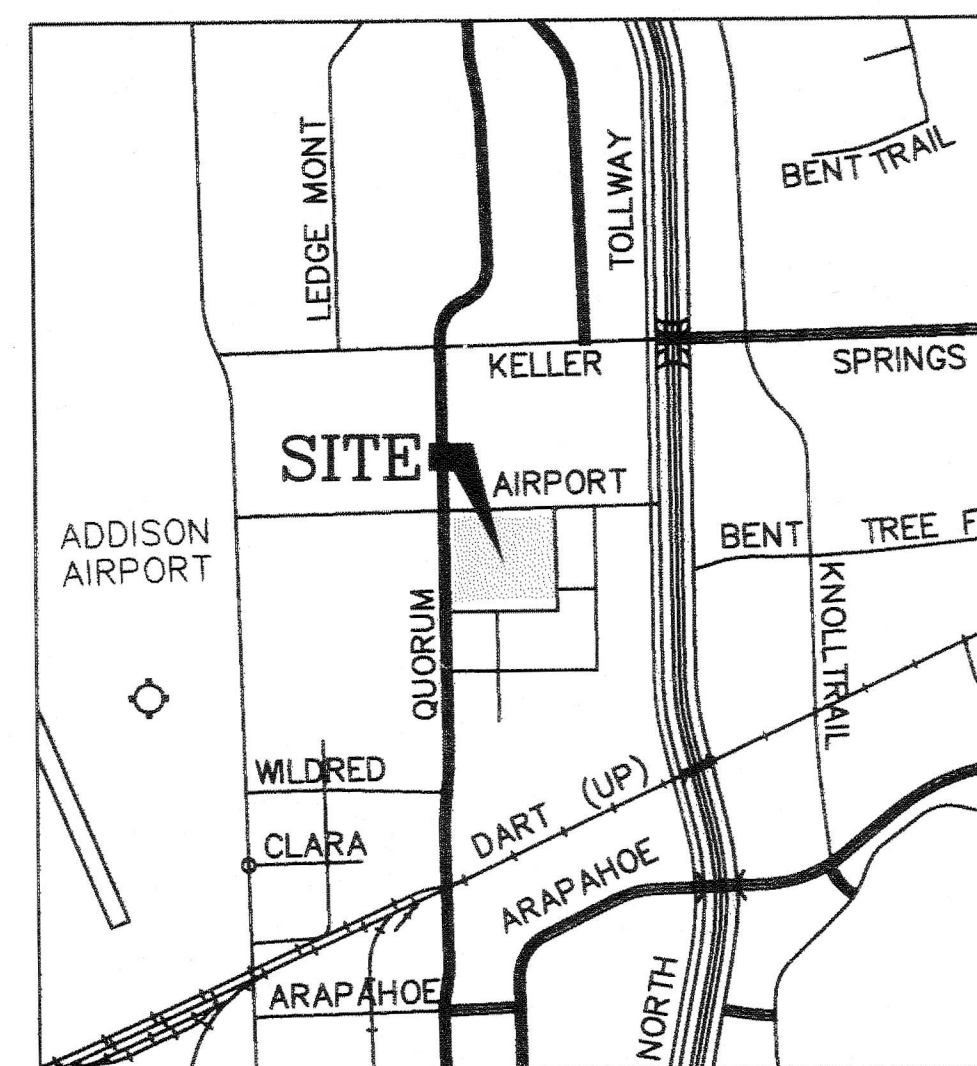 LEDGE MONT
TOLLWAY
BENT TRAIL
KELLER
SPRINGS
SITE
AIRPORT
ADDISON
AIRPORT
BENT
TREE F
QUORUM
KNOLLTRAIL
WILDRED
DART (UP)
CLARA
ARAPAHOE
ARAPAHOE
NORTH